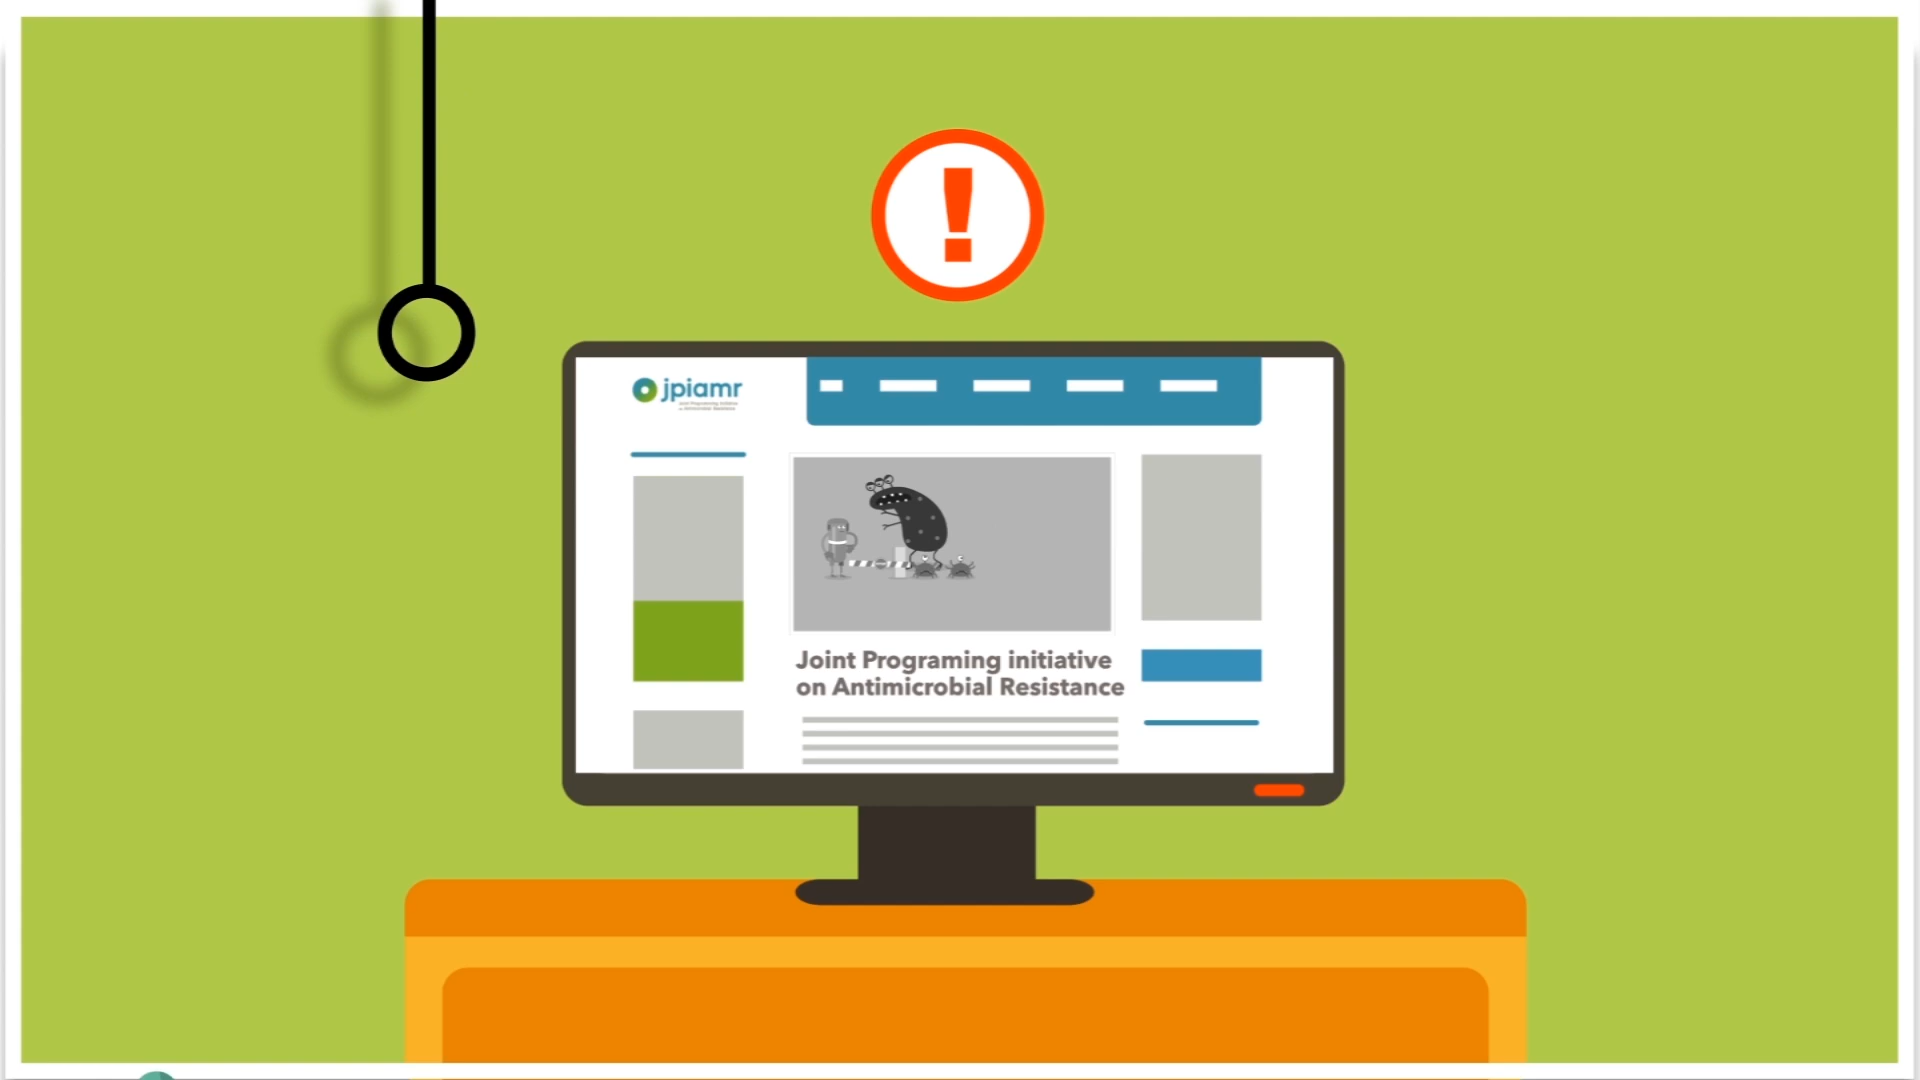 !
jpiamr
Joint Programing initiative
on Antimicrobial Resistance